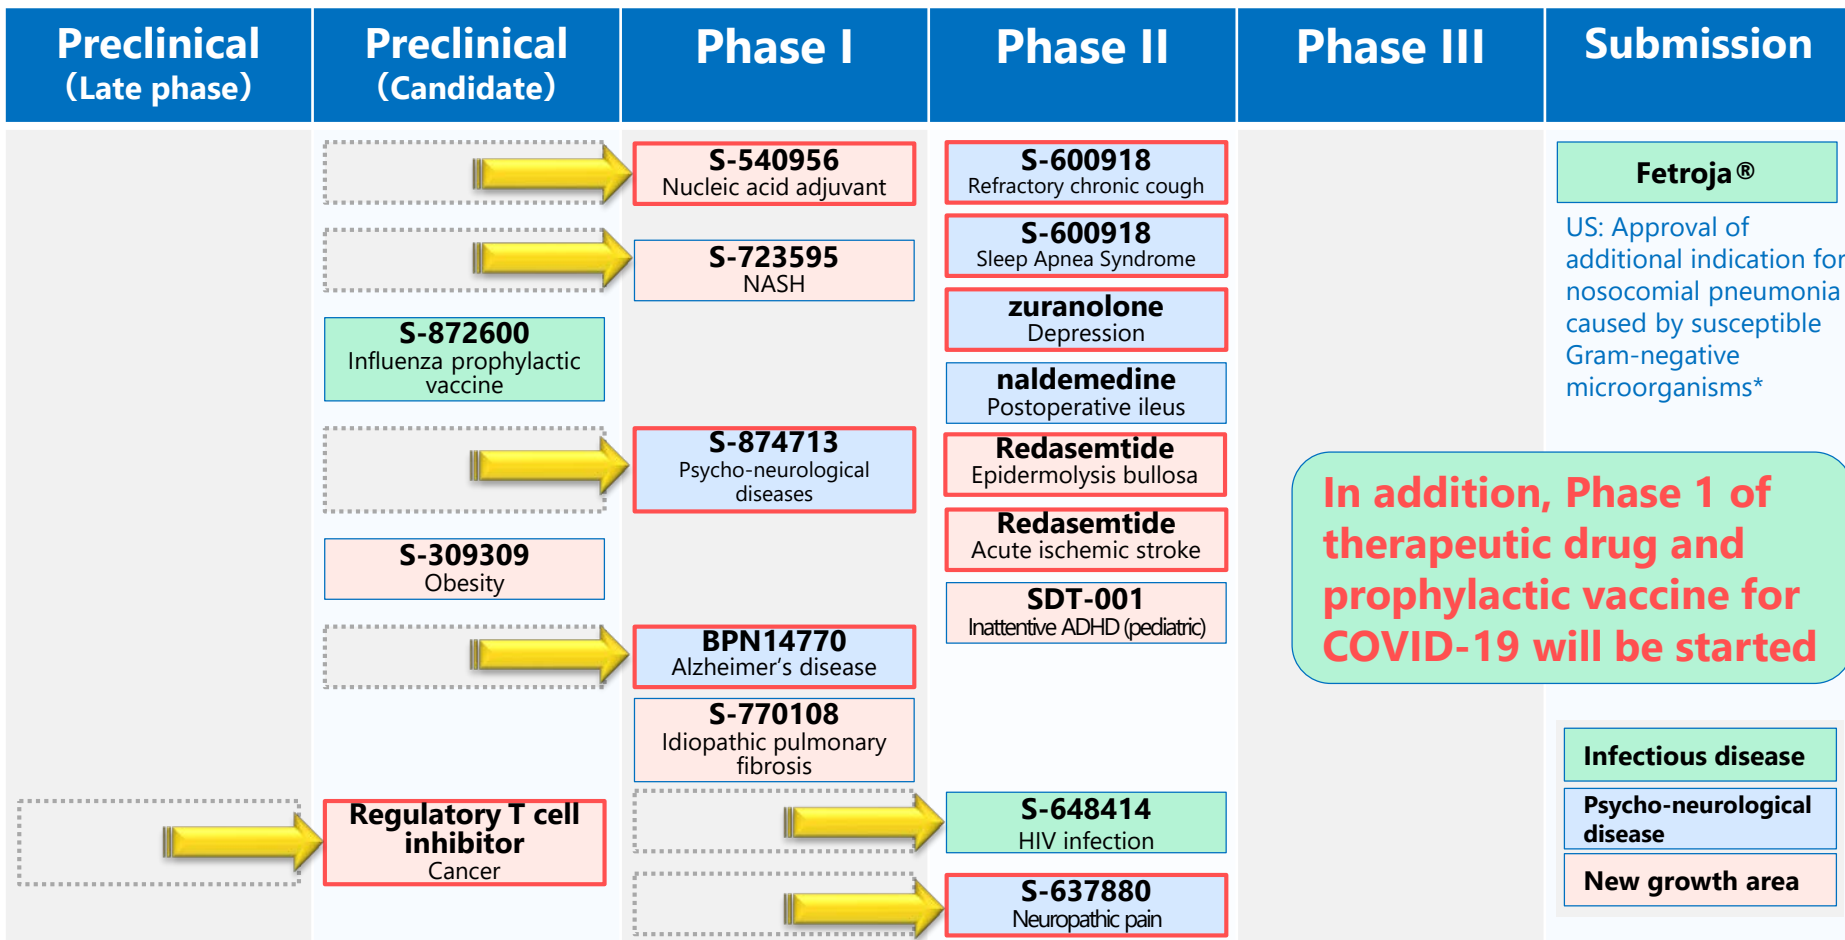 Preclinical
（Late phase）
Preclinical
（Candidate）
Phase I
Phase II
Phase III
Submission
S-872600
Influenza prophylactic
vaccine
S-309309
Obesity
Regulatory T cell
inhibitor
Cancer
S-540956
Nucleic acid adjuvant
S-723595
NASH
S-874713
Psycho-neurological
diseases
BPN14770
Alzheimer's disease
S-770108
Idiopathic pulmonary
fibrosis
S-600918
Refractory chronic cough
S-600918
Sleep Apnea Syndrome
zuranolone
Depression
naldemedine
Postoperative ileus
Redasemtide
Epidermolysis bullosa
Redasemtide
Acute ischemic stroke
SDT-001
Inattentive ADHD (pediatric)
S-648414
HIV infection
S-637880
Neuropathic pain
Fetroja®
US: Approval of
additional indication for
nosocomial pneumonia
caused by susceptible
Gram-negative
microorganisms*
In addition, Phase 1 of
therapeutic drug and
prophylactic vaccine for
COVID-19 will be started
Infectious disease
Psycho-neurological
disease
New growth area